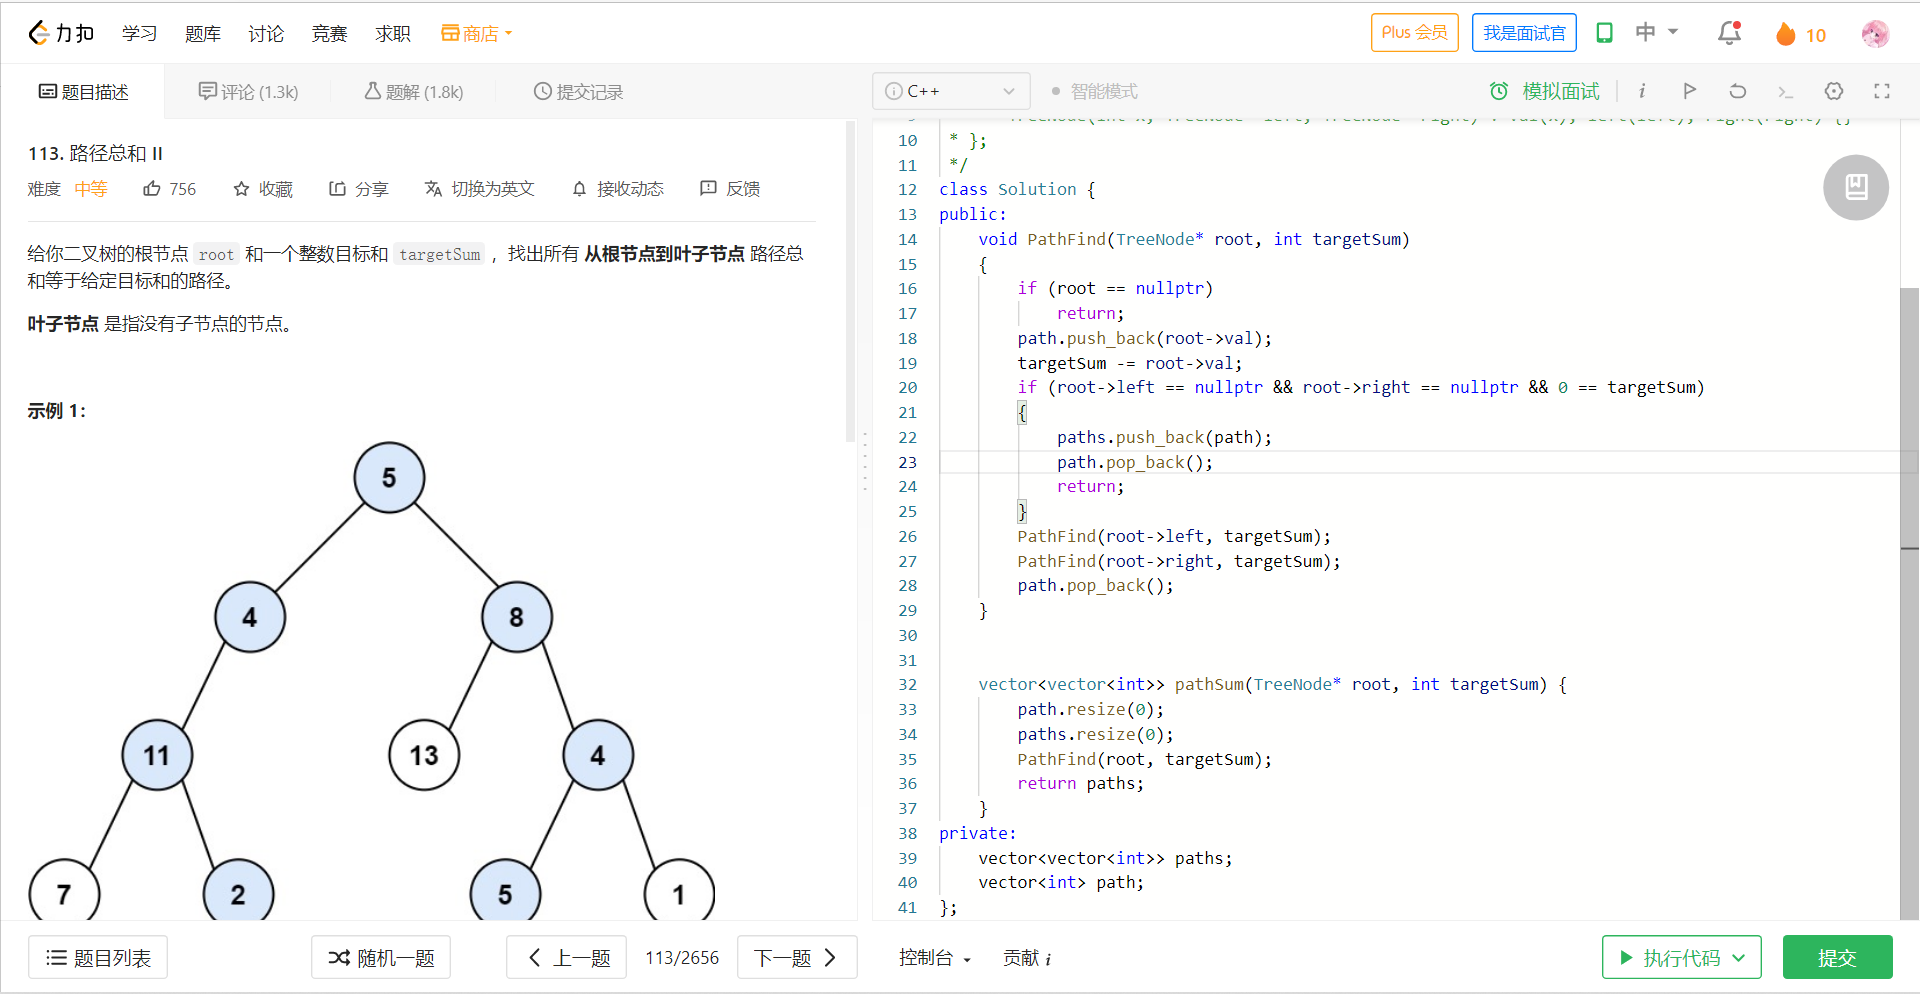 力扣 学习 题库 讨论 竞赛 求职 商店 Plus 会员 我是面试官 中 10
题目描述 评论 (1.3k) 题解 (1.8k) 提交记录
113. 路径总和 II
难度 中等 756 收藏 分享 切换为英文 接收动态 反馈
给你二叉树的根节点 root 和一个整数目标和 targetSum ，找出所有 从根节点到叶子节点 路径总
和等于给定目标和的路径。
叶子节点 是指没有子节点的节点。
示例 1：
5
4 8
11 13 4
7 2 5 1
题目列表 随机一题 上一题 113/2656 下一题
i C++ 智能模式 模拟面试 i
9 TreeNode(int x, TreeNode *left, TreeNode *right) : val(x), left(left), right(right) {}
10 * };
11 */
12 class Solution {
13 public:
14 void PathFind(TreeNode* root, int targetSum)
15 {
16 if (root == nullptr)
17 return;
18 path.push_back(root->val);
19 targetSum -= root->val;
20 if (root->left == nullptr && root->right == nullptr && 0 == targetSum)
21 {
22 paths.push_back(path);
23 path.pop_back();
24 return;
25 }
26 PathFind(root->left, targetSum);
27 PathFind(root->right, targetSum);
28 path.pop_back();
29 }
30
31
32 vector<vector<int>> pathSum(TreeNode* root, int targetSum) {
33 path.resize(0);
34 paths.resize(0);
35 PathFind(root, targetSum);
36 return paths;
37 }
38 private:
39 vector<vector<int>> paths;
40 vector<int> path;
41 };
控制台 贡献 i 执行代码 提交